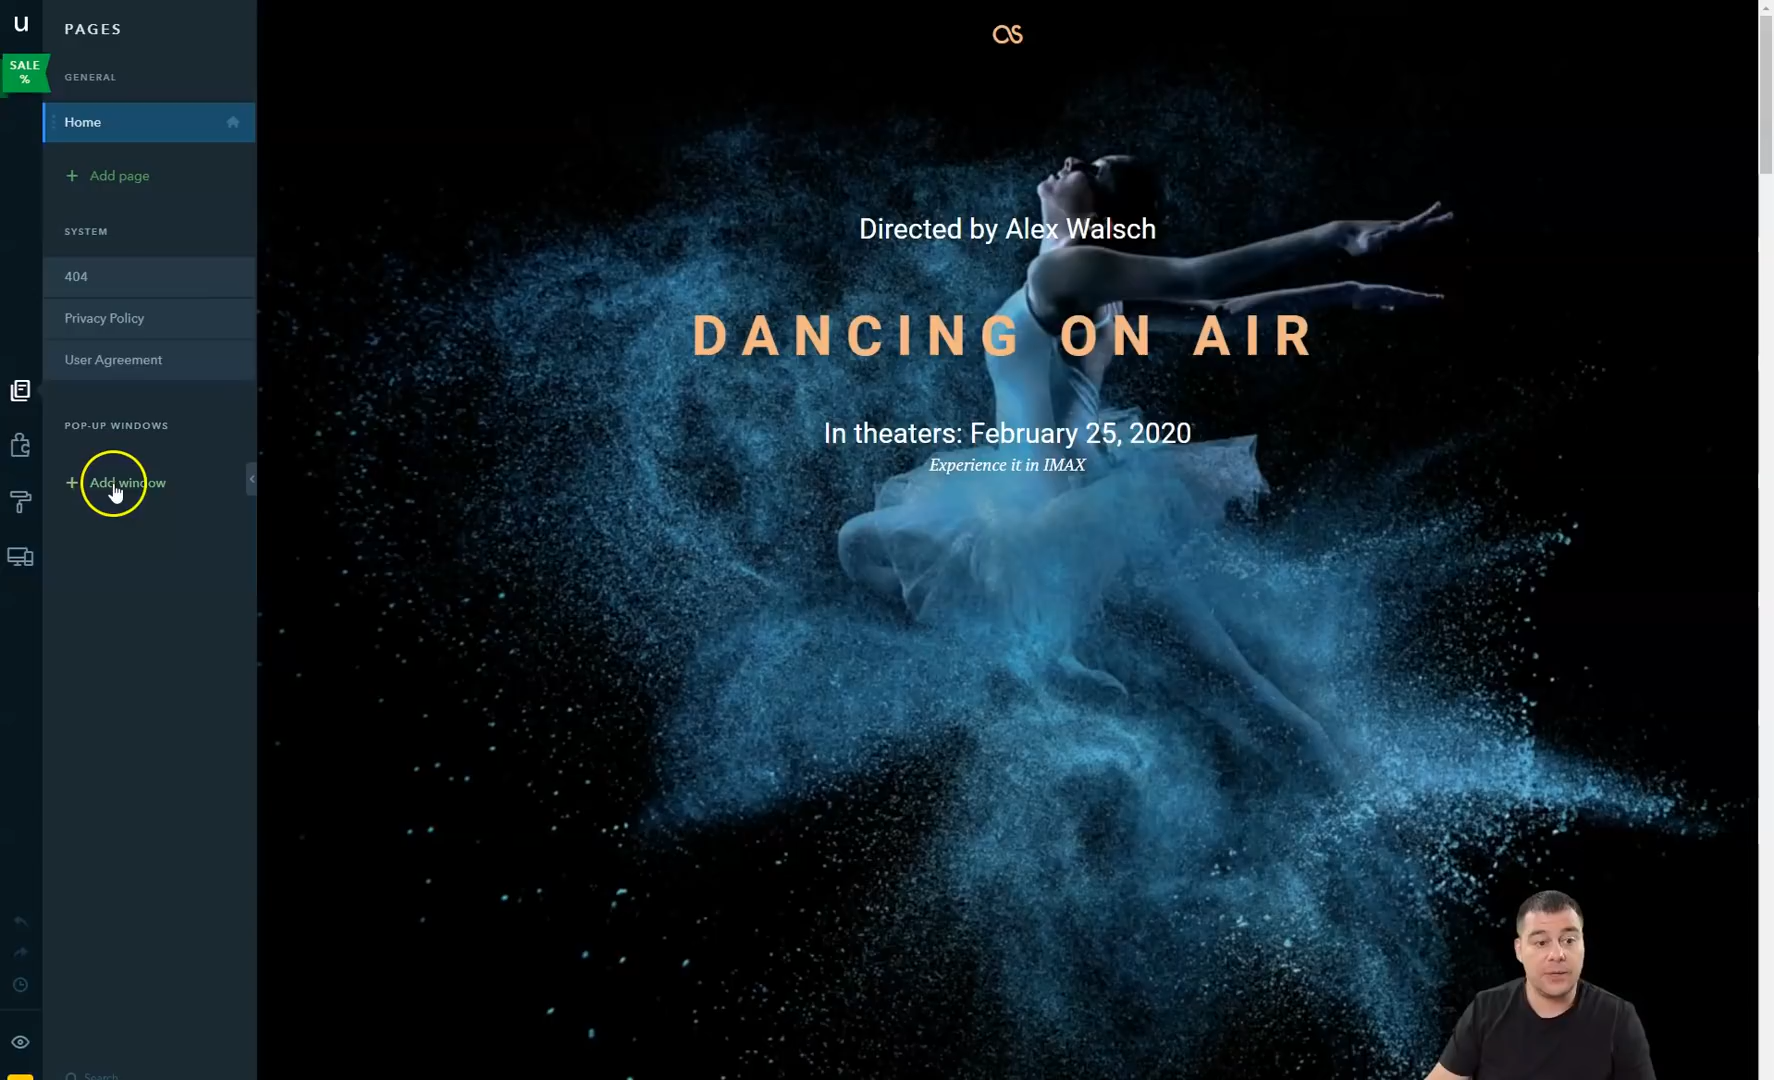 u
PAGES
SALE
%
GENERAL
Home
+ Add page
SYSTEM
404
Privacy Policy
User Agreement
POP-UP WINDOWS
+ Add window
Search
Directed by Alex Walsch
DANCING ON AIR
In theaters: February 25, 2020
Experience it in IMAX